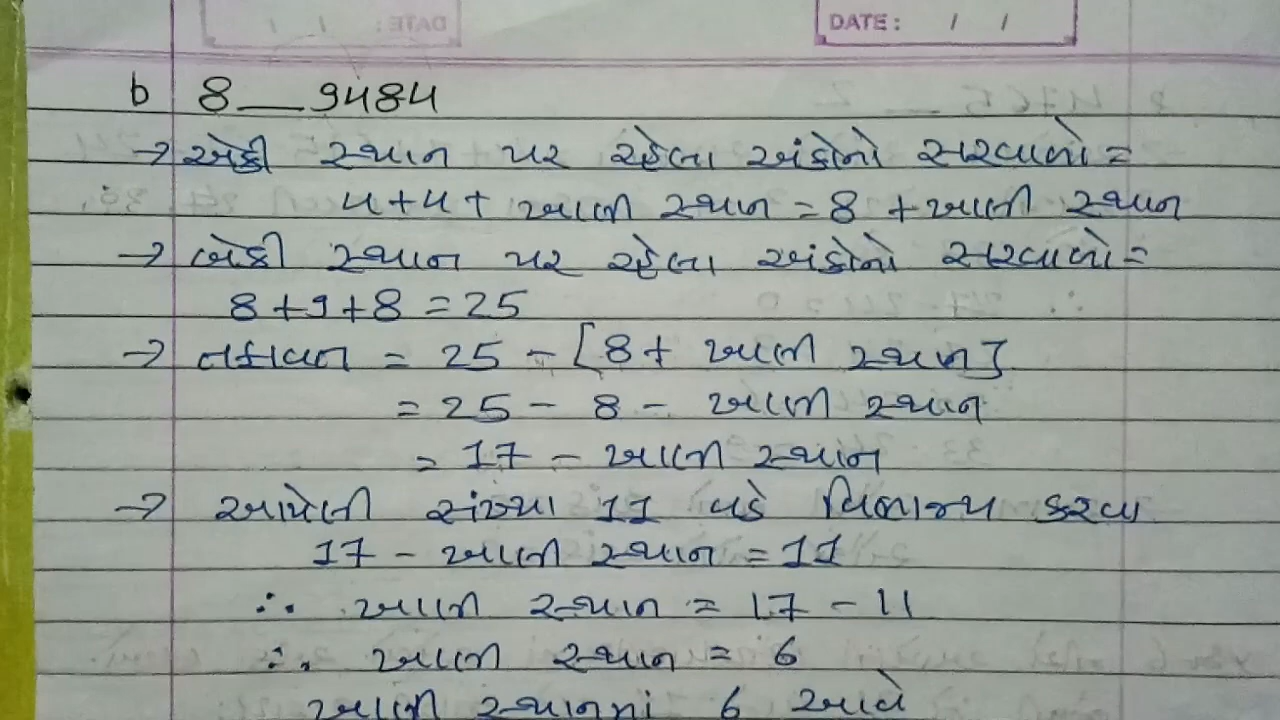 DATE: / /
b 8__9484
→ એકી સ્થાન પર રહેલા અંકોનો સરવાળો =
4+4+ ખાલી સ્થાન = 8 + ખાલી સ્થાન
→ બેકી સ્થાન પર રહેલા અંકોનો સરવાળો =
8+9+8 = 25
→ તફાવત = 25 - [8+ ખાલી સ્થાન]
= 25 - 8 - ખાલી સ્થાન
= 17 - ખાલી સ્થાન
→ આપેલી સંખ્યા 11 વડે વિભાજ્ય કરવા
17 - ખાલી સ્થાન = 11
∴ ખાલી સ્થાન = 17 - 11
∴ ખાલી સ્થાન = 6
ખાલી સ્થાનમાં 6 આવે